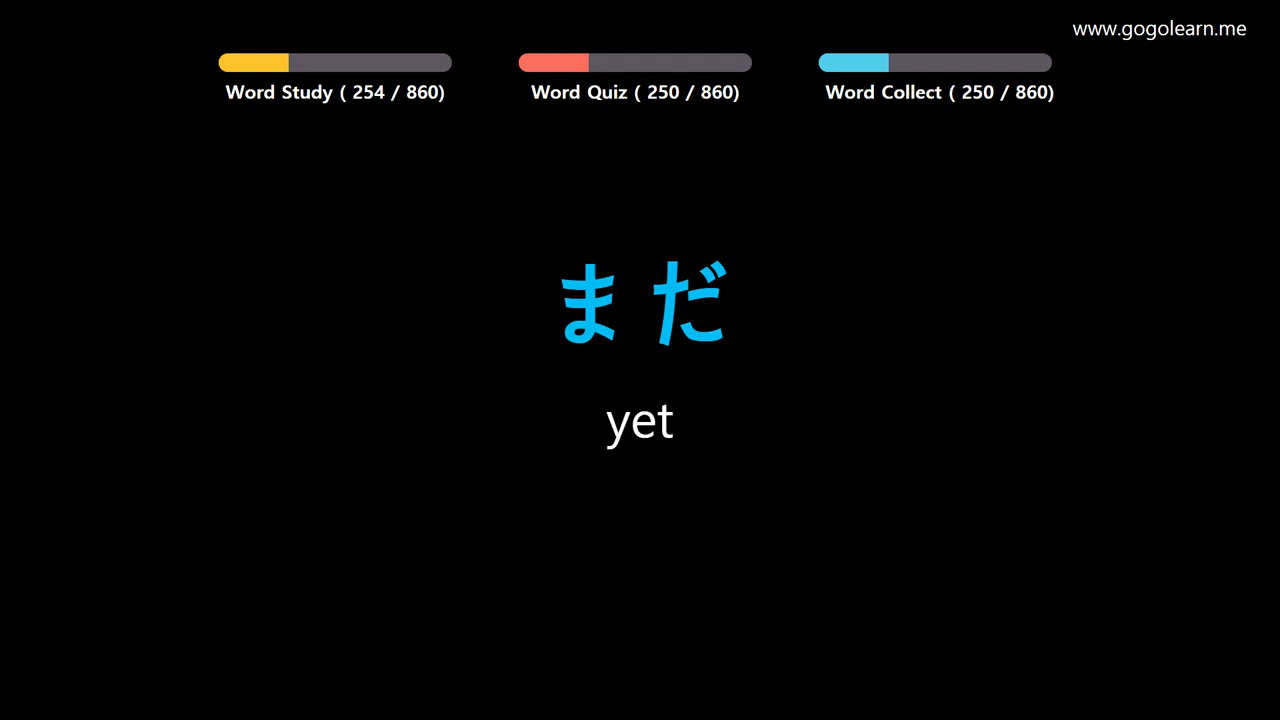 www.gogolearn.me
Word Study ( 254 / 860)
Word Quiz ( 250 / 860)
Word Collect ( 250 / 860)
まだ
yet